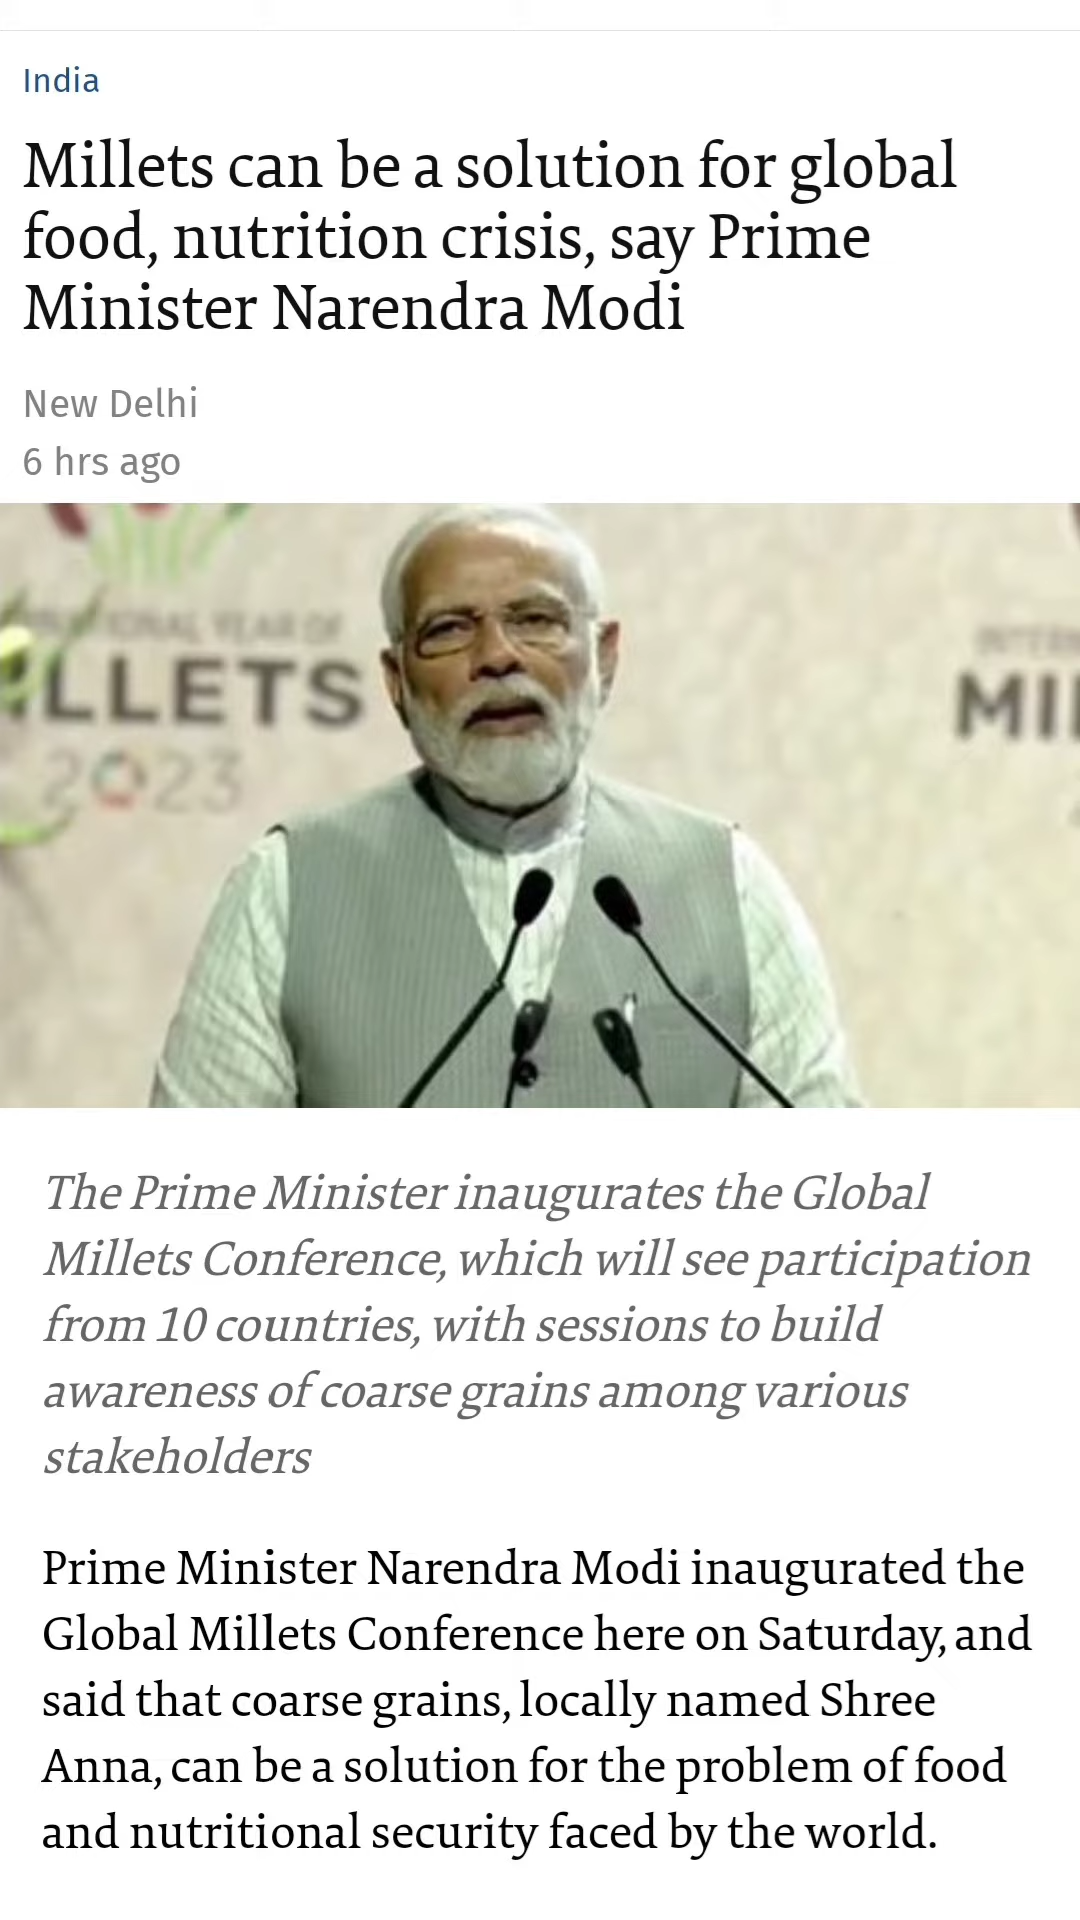 India
Millets can be a solution for global
food, nutrition crisis, say Prime
Minister Narendra Modi
New Delhi
6 hrs ago
YEAR OF
LLETS
2023
The Prime Minister inaugurates the Global
Millets Conference, which will see participation
from 10 countries, with sessions to build
awareness of coarse grains among various
stakeholders
Prime Minister Narendra Modi inaugurated the
Global Millets Conference here on Saturday, and
said that coarse grains, locally named Shree
Anna, can be a solution for the problem of food
and nutritional security faced by the world.